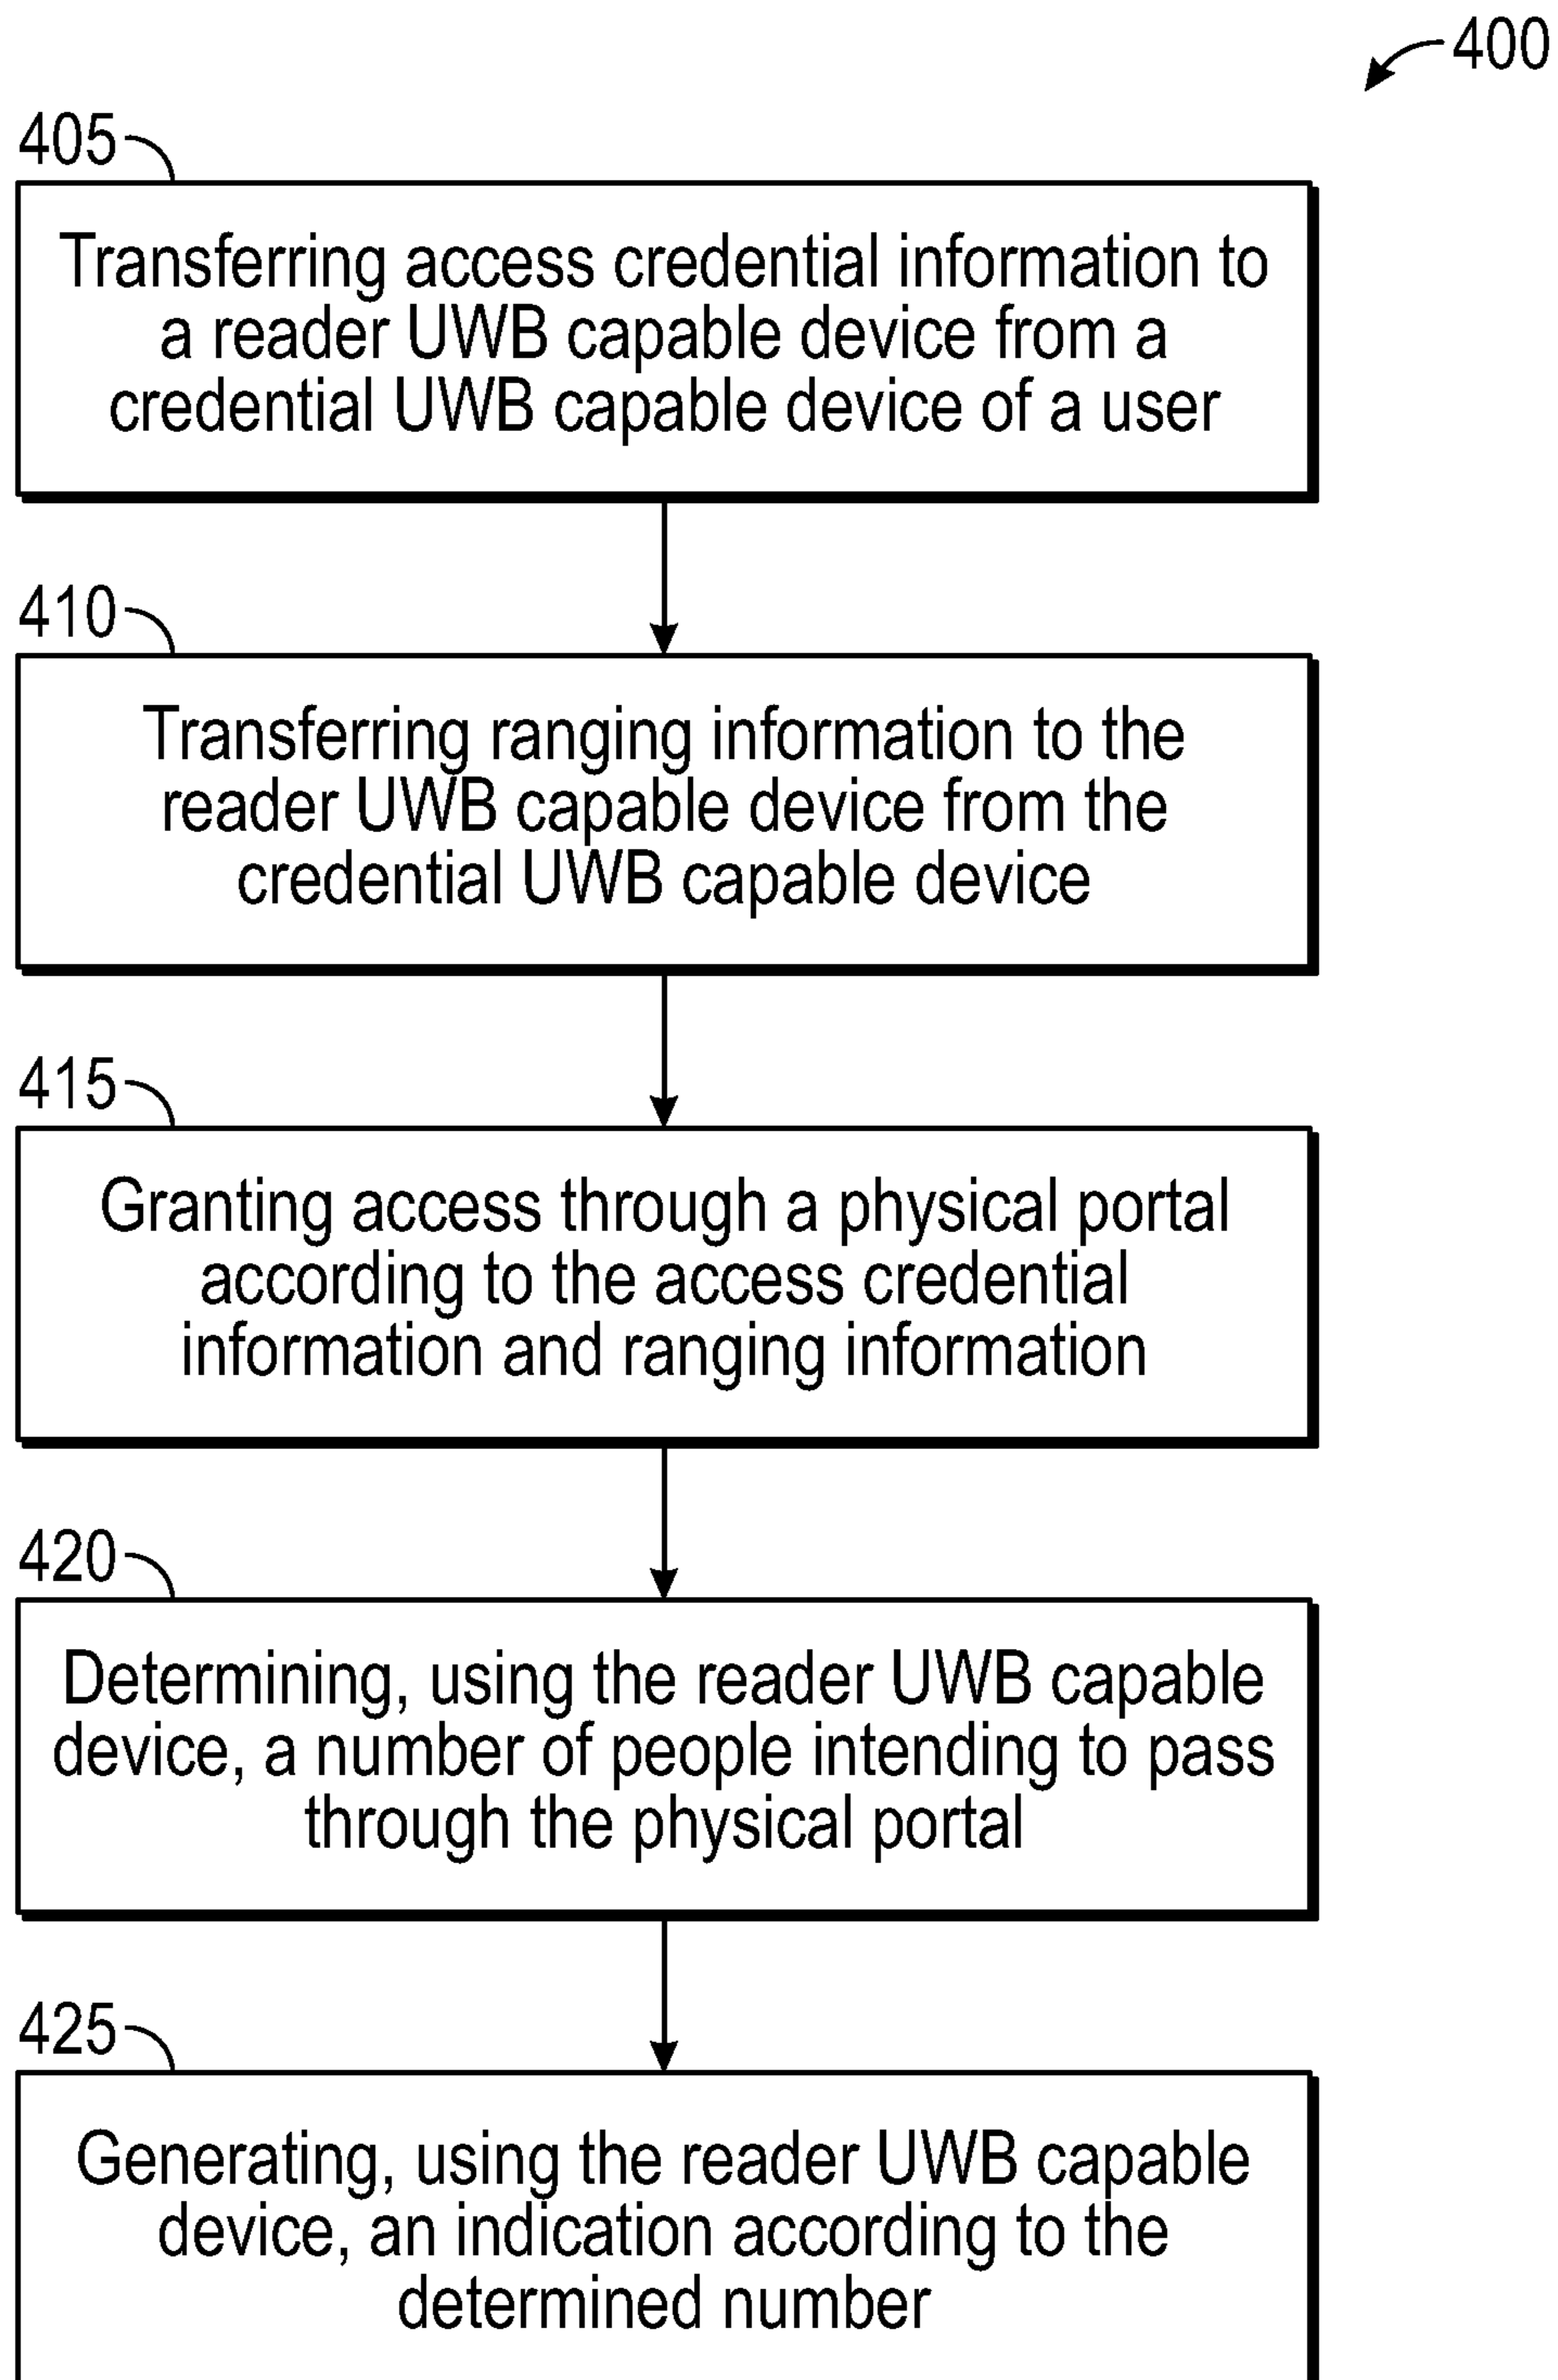 400
405
Transferring access credential information to
a reader UWB capable device from a
credential UWB capable device of a user
410
Transferring ranging information to the
reader UWB capable device from the
credential UWB capable device
415
Granting access through a physical portal
according to the access credential
information and ranging information
420
Determining, using the reader UWB capable
device, a number of people intending to pass
through the physical portal
425
Generating, using the reader UWB capable
device, an indication according to the
determined number